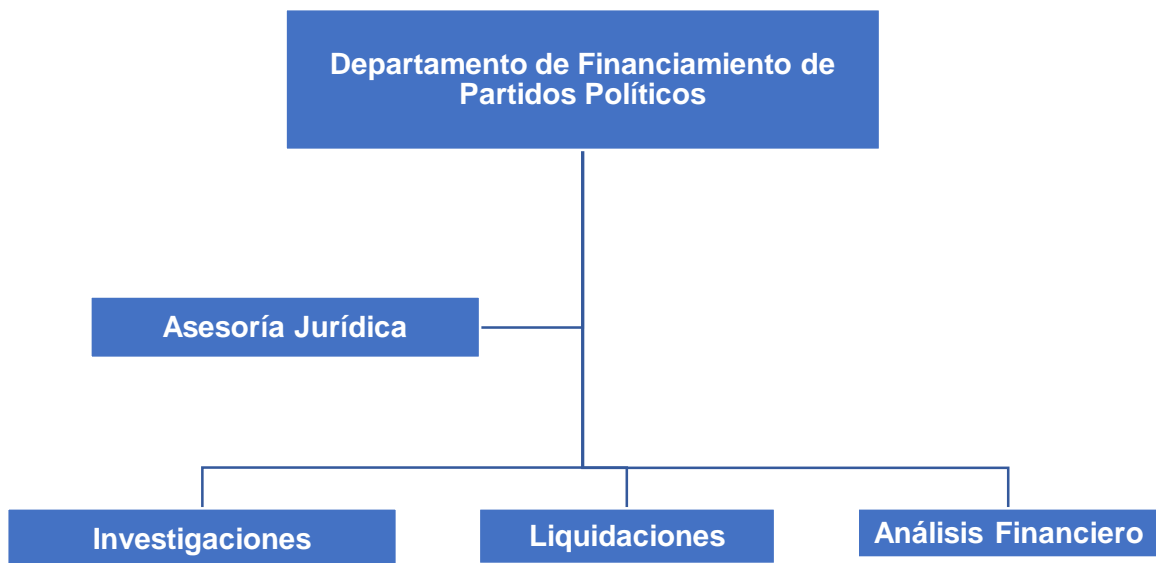 Departamento de Financiamiento de
Partidos Políticos
Asesoría Jurídica
Investigaciones
Liquidaciones
Análisis Financiero